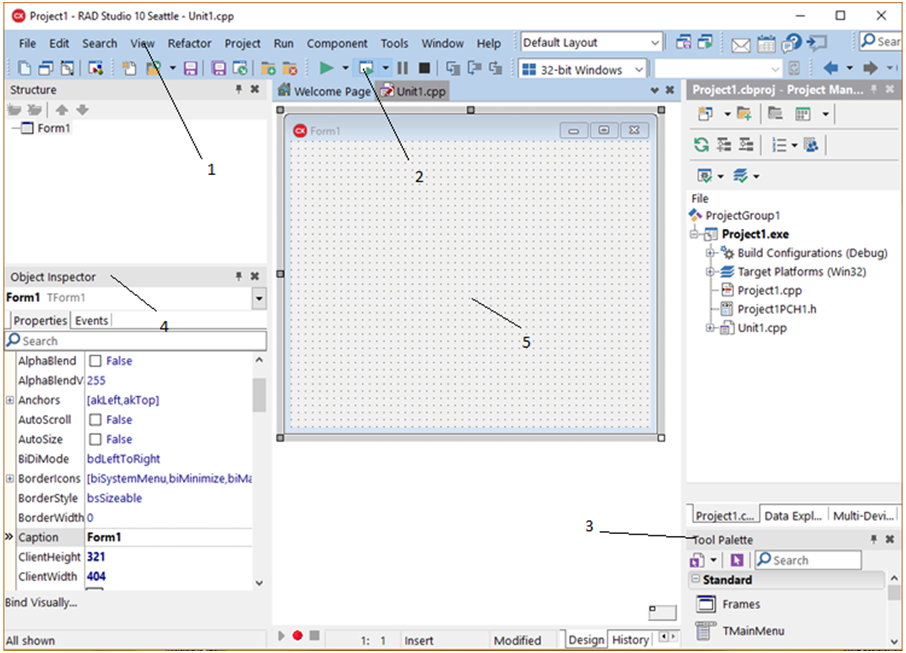 Project1 - RAD Studio 10 Seattle - Unit1.cpp
File Edit Search View Refactor Project Run Component Tools Window Help Default Layout Sear
32-bit Windows
Structure
Form1
1
Welcome Page Unit1.cpp
Form1
2
5
Project1.cbproj - Project Man...
File
ProjectGroup1
Project1.exe
Build Configurations (Debug)
Target Platforms (Win32)
Project1.cpp
Project1PCH1.h
Unit1.cpp
Object Inspector
4
Form1 TForm1
Properties Events
Search
AlphaBlend False
AlphaBlendV 255
Anchors [akLeft,akTop]
AutoScroll False
AutoSize False
BiDiMode bdLeftToRight
BorderIcons [biSystemMenu,biMinimize,biMa
BorderStyle bsSizeable
BorderWidth 0
Caption Form1
ClientHeight 321
ClientWidth 404
Bind Visually...
All shown
Project1.c... Data Expl... Multi-Devi...
3
Tool Palette
Search
Standard
Frames
TMainMenu
1: 1 Insert Modified Design History